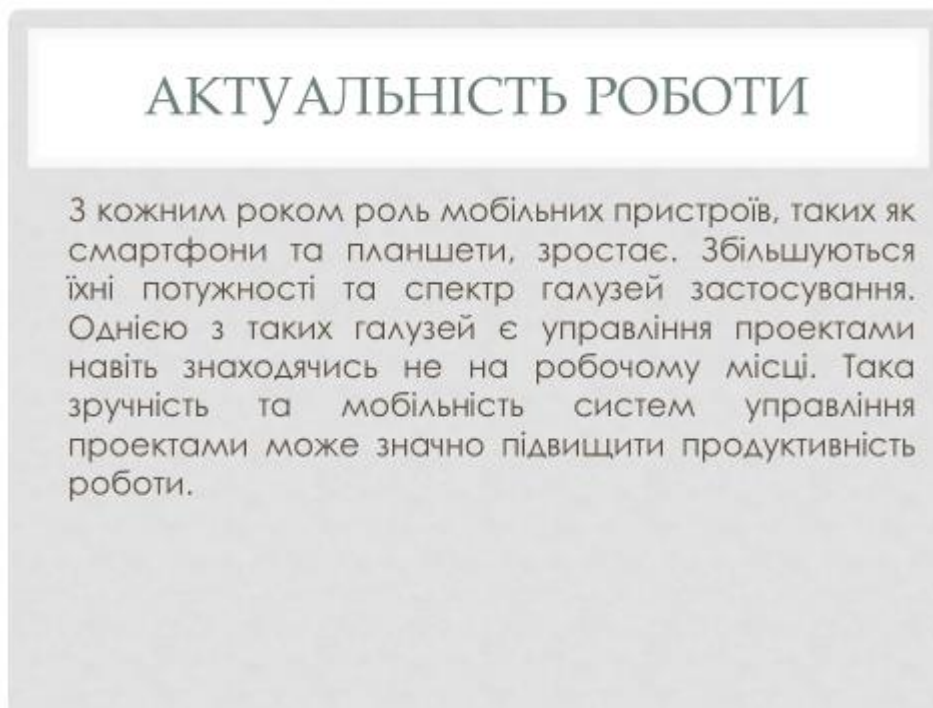 АКТУАЛЬНІСТЬ РОБОТИ
З кожним роком роль мобільних пристроїв, таких як
смартфони та планшети, зростає. Збільшуються
їхні потужності та спектр галузей застосування.
Однією з таких галузей є управління проектами
навіть знаходячись не на робочому місці. Така
зручність та мобільність систем управління
проектами може значно підвищити продуктивність
роботи.